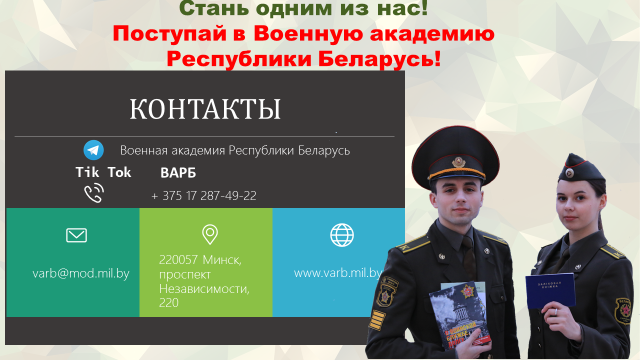 Стань одним из нас!
Поступай в Военную академию
Республики Беларусь!
КОНТАКТЫ
Военная академия Республики Беларусь
Tik Tok ВАРБ
+ 375 17 287-49-22
varb@mod.mil.by
220057 Минск,
проспект
Независимости,
220
www.varb.mil.by